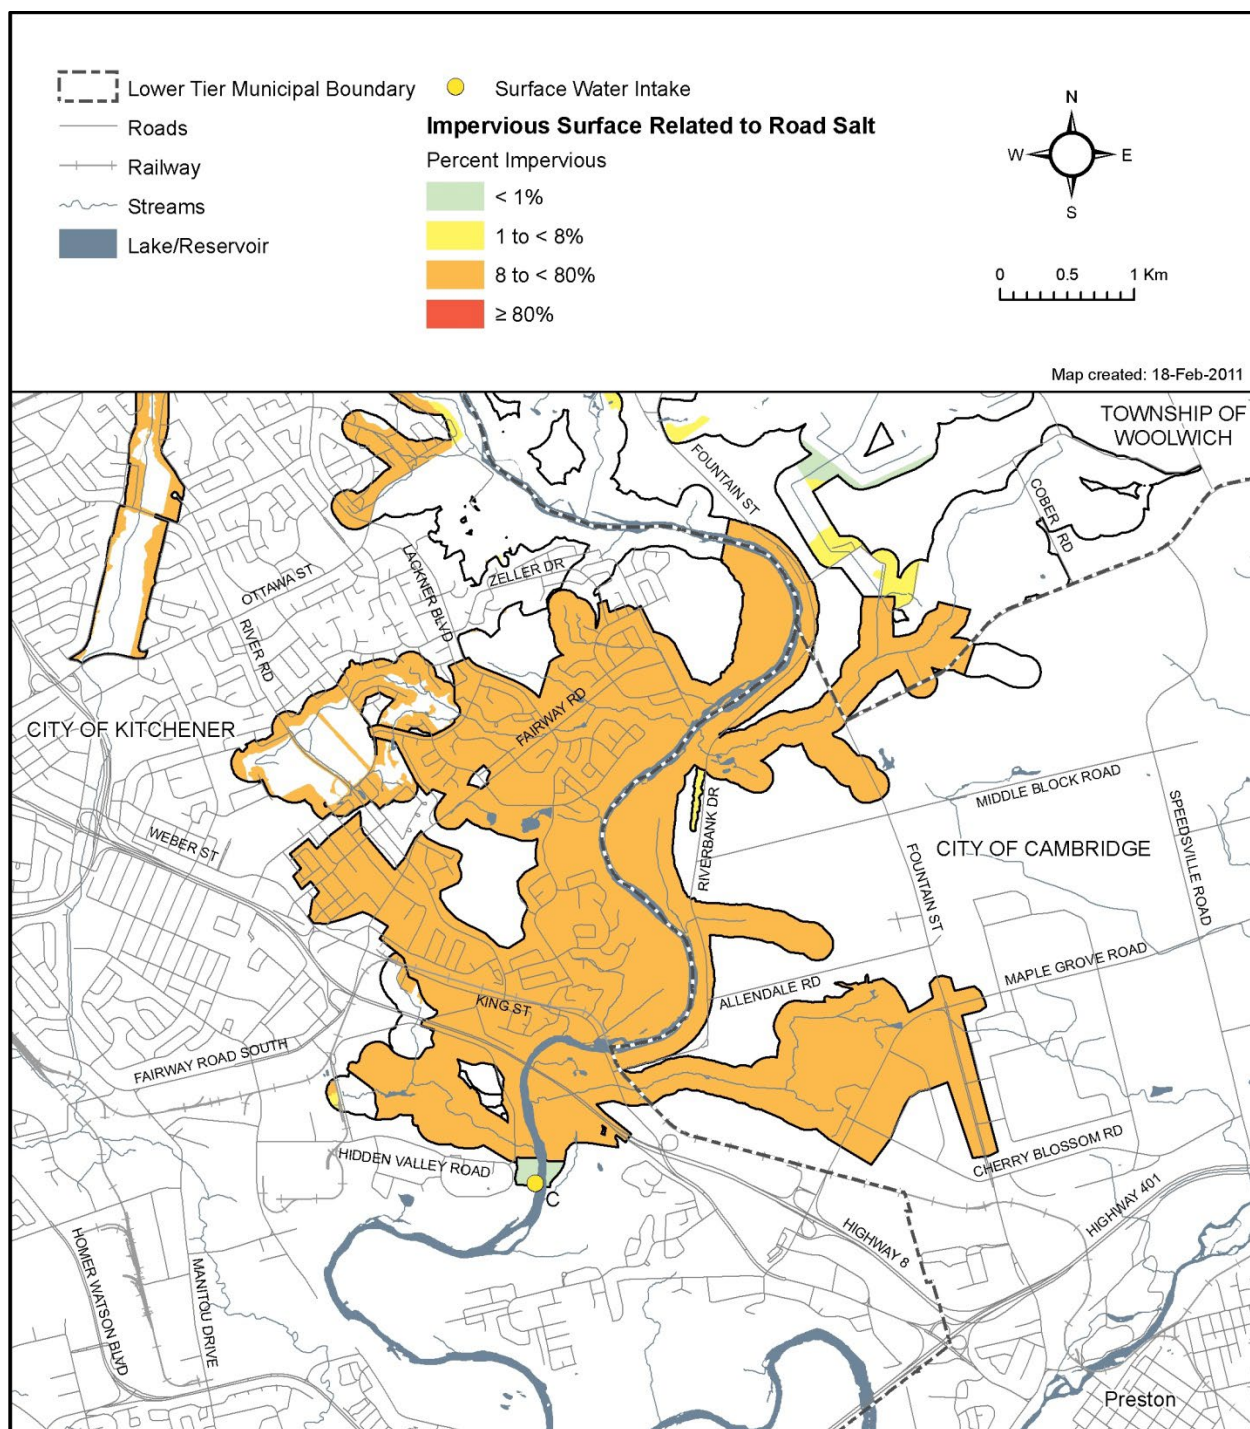 Lower Tier Municipal Boundary
Roads
Railway
Streams
Lake/Reservoir
Surface Water Intake
Impervious Surface Related to Road Salt
Percent Impervious
< 1%
1 to < 8%
8 to < 80%
≥ 80%
N
W E
S
0 0.5 1 Km
Map created: 18-Feb-2011
TOWNSHIP OF
WOOLWICH
FOUNTAIN ST
COBER RD
OTTAWA ST
LACKNER BLVD
ZELLER DR
RIVER RD
CITY OF KITCHENER
FAIRWAY RD
MIDDLE BLOCK ROAD
SPEEDSVILLE ROAD
WEBER ST
RIVERBANK DR
CITY OF CAMBRIDGE
FOUNTAIN ST
MAPLE GROVE ROAD
ALLENDALE RD
KING ST
FAIRWAY ROAD SOUTH
HIDDEN VALLEY ROAD
CHERRY BLOSSOM RD
C
HIGHWAY 401
HIGHWAY 8
HOMER WATSON BLVD
MANITOU DRIVE
Preston